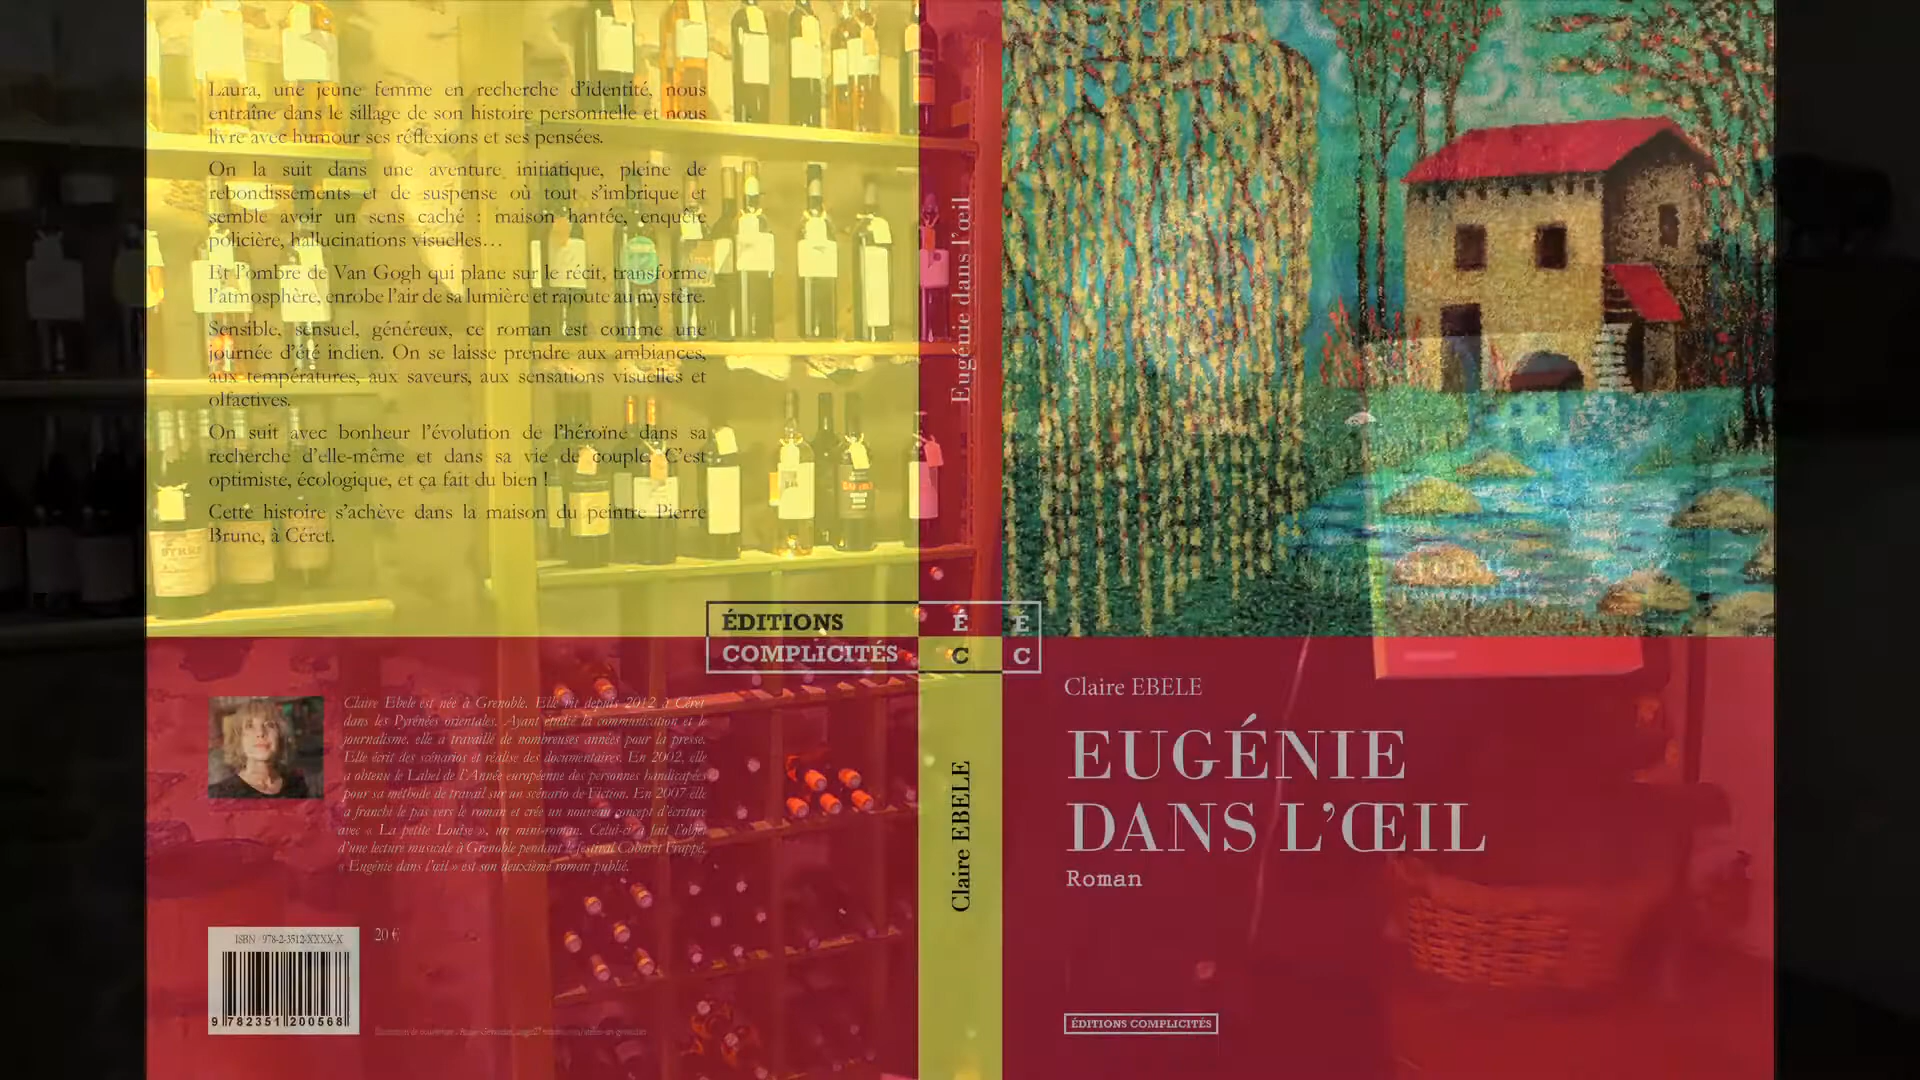 Laura, une jeune femme en recherche d'identité, nous
entraîne dans le sillage de son histoire personnelle et nous
livre avec humour ses réflexions et ses pensées.
On la suit dans une aventure initiatique, pleine de
rebondissements et de suspense où tout s'imbrique et
semble avoir un sens caché : maison hantée, enquête
policière, hallucinations visuelles…
Et l'ombre de Van Gogh qui plane sur le récit, transforme
l'atmosphère, enrobe l'air de sa lumière et rajoute au mystère.
Sensible, sensuel, généreux, ce roman est comme une
journée d'été indien. On se laisse prendre aux ambiances,
aux températures, aux saveurs, aux sensations visuelles et
olfactives.
On suit avec bonheur l'évolution de l'héroïne dans sa
recherche d'elle-même et dans sa vie de couple. C'est
optimiste, écologique, et ça fait du bien !
Cette histoire s'achève dans la maison du peintre Pierre
Brune, à Céret.
ÉDITIONS
COMPLICITÉS
Claire Ebele est née à Grenoble. Elle vit depuis 2012 à Céret
dans les Pyrénées orientales. Ayant étudié la communication et le
journalisme, elle a travaillé de nombreuses années pour la presse.
Elle écrit des scénarios et réalise des documentaires. En 2002, elle
a obtenu le Label de l'Année européenne des personnes handicapées
pour sa méthode de travail sur un scénario de Fiction. En 2007 elle
a franchi le pas vers le roman et crée un nouveau concept d'écriture
avec « La petite Louise », un mini-roman. Celui-ci a fait l'objet
d'une lecture musicale à Grenoble pendant le festival Cabaret Frappé.
« Eugénie dans l'œil » est son deuxième roman publié.
ISBN : 978-2-3512-XXXX-X
9 782351 200568
20 €
Illustration de couverture :
Eugénie dans l'œil
É
C
Claire EBELE
E
C
Claire EBELE
EUGÉNIE
DANS L'ŒIL
Roman
ÉDITIONS COMPLICITÉS
BYRRH